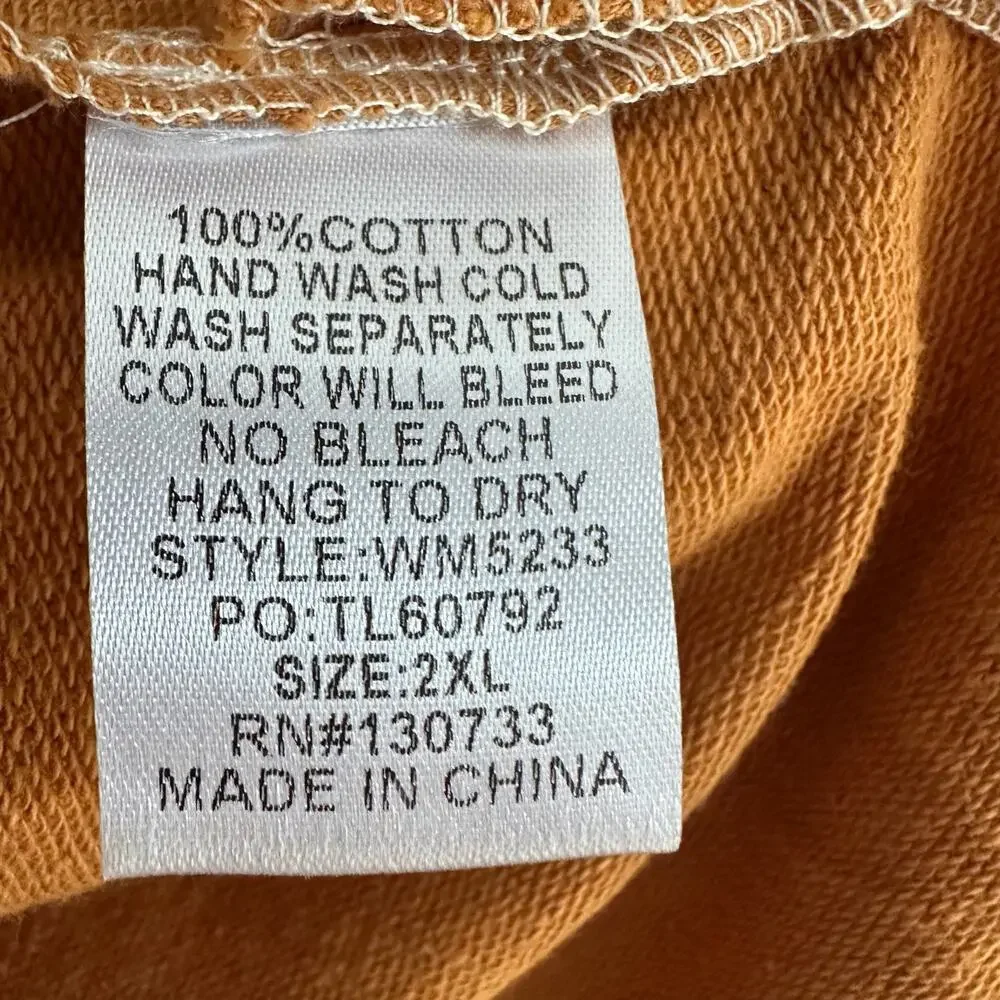 100%COTTON
HAND WASH COLD
WASH SEPARATELY
COLOR WILL BLEED
NO BLEACH
HANG TO DRY
STYLE:WM5233
PO:TL60792
SIZE:2XL
RN#130733
MADE IN CHINA